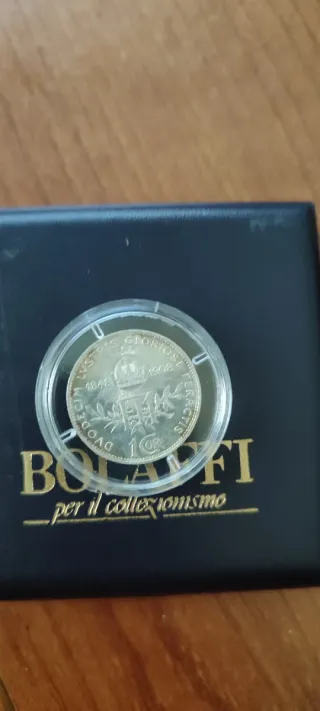 DVODECIM LVSTRIS GLORIOSE PERACTIS
1848 1908
1 COR
BOLAFFI
per il collezionismo